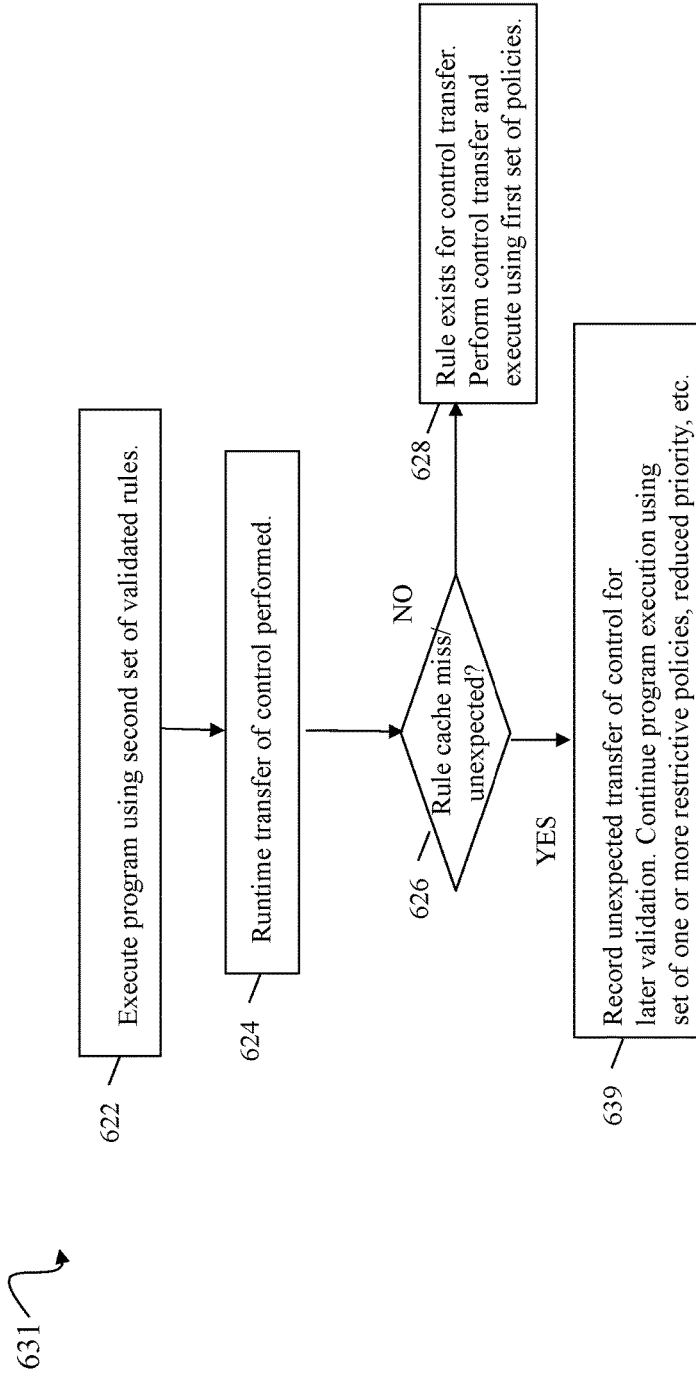 631
622
Execute program using second set of validated rules.
624
Runtime transfer of control performed.
626
Rule cache miss/
unexpected?
NO
YES
628
Rule exists for control transfer.
Perform control transfer and
execute using first set of policies.
639
Record unexpected transfer of control for
later validation. Continue program execution using
set of one or more restrictive policies, reduced priority, etc.